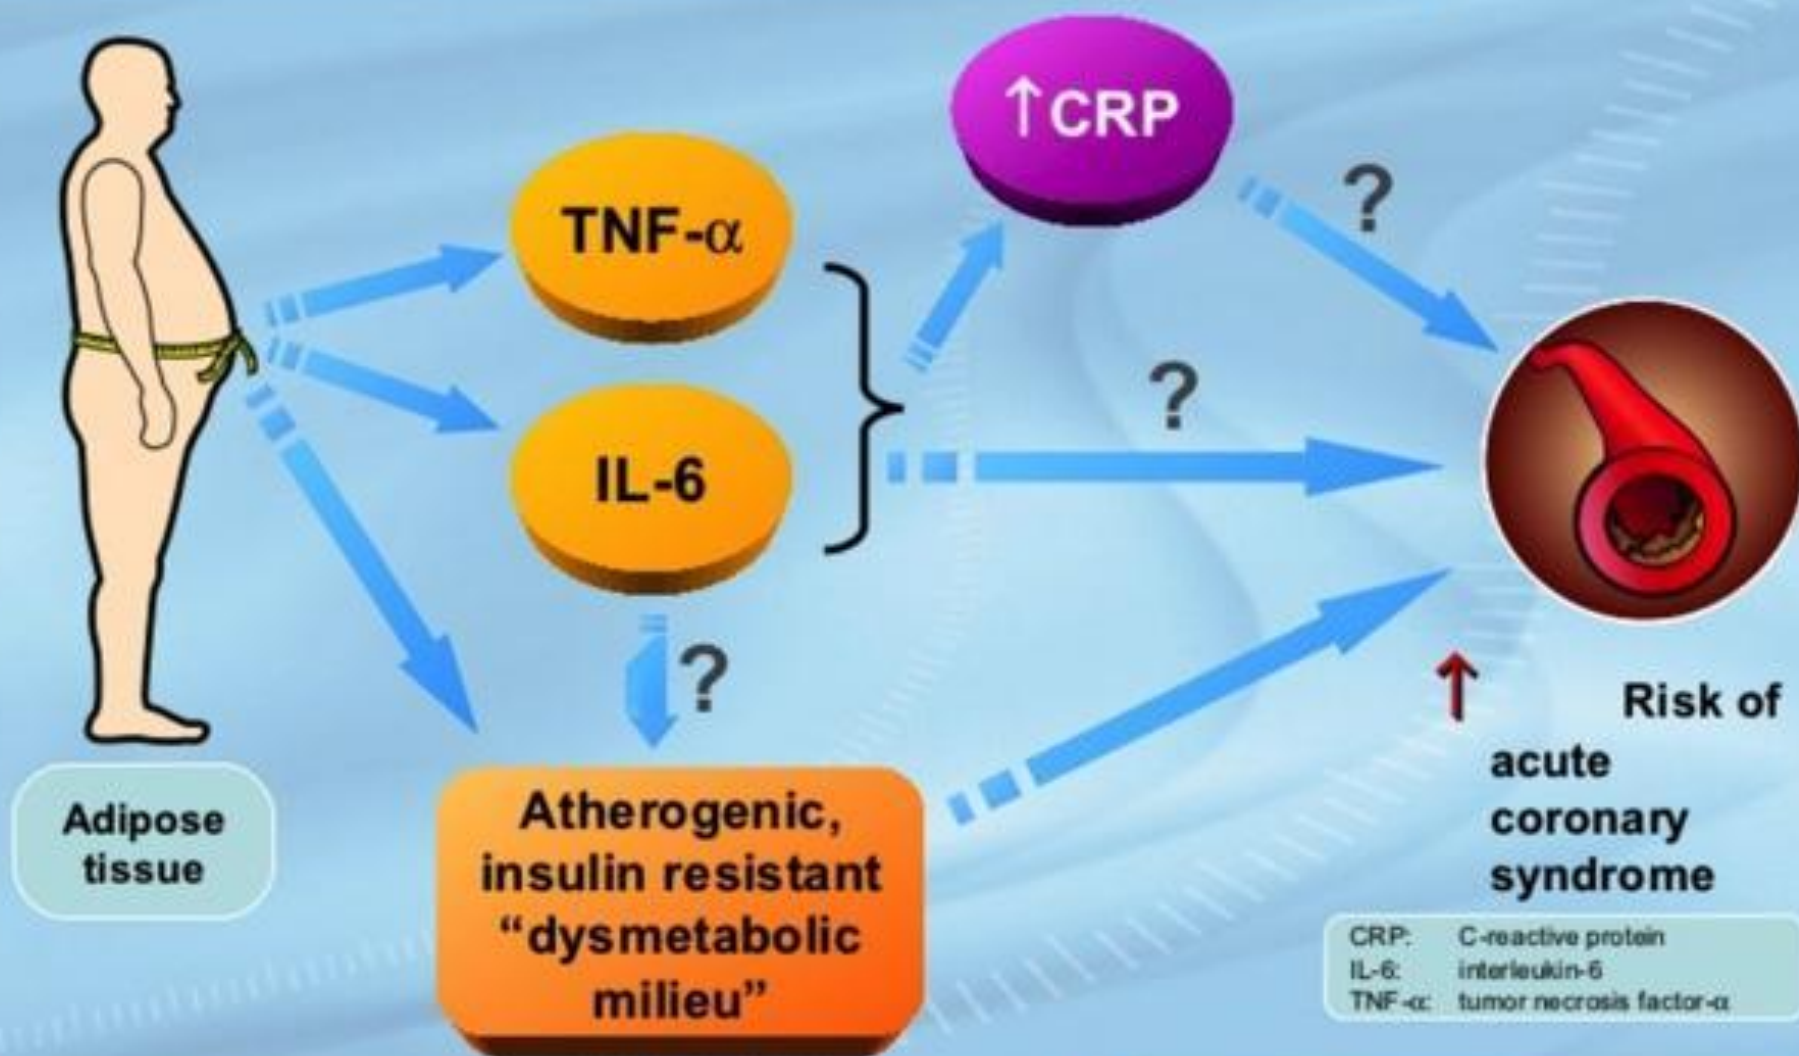 ↑CRP
?
TNF-α
?
IL-6
?
Adipose
tissue
Atherogenic,
insulin resistant
“dysmetabolic
milieu”
↑ Risk of
acute
coronary
syndrome
CRP: C-reactive protein
IL-6: interleukin-6
TNF-α: tumor necrosis factor-α